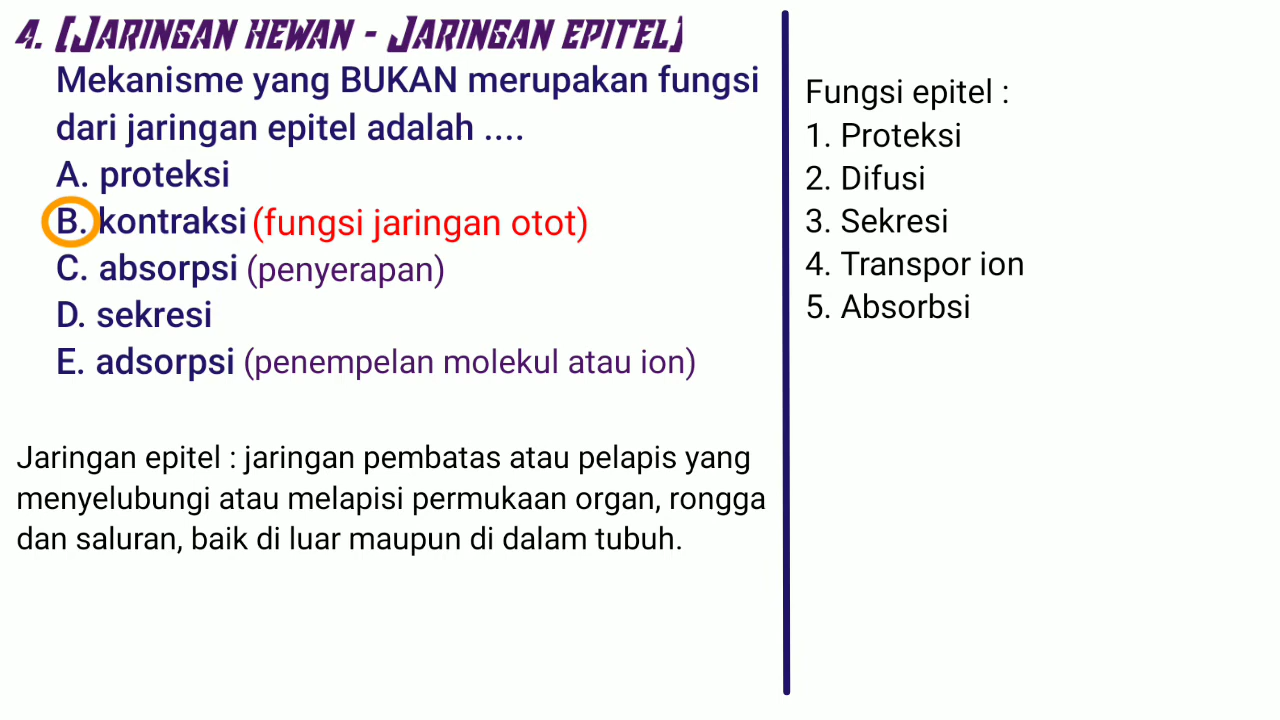 4. [Jaringan hewan - Jaringan epitel]
Mekanisme yang BUKAN merupakan fungsi
dari jaringan epitel adalah ....
A. proteksi
B. kontraksi (fungsi jaringan otot)
C. absorpsi (penyerapan)
D. sekresi
E. adsorpsi (penempelan molekul atau ion)
Jaringan epitel : jaringan pembatas atau pelapis yang
menyelubungi atau melapisi permukaan organ, rongga
dan saluran, baik di luar maupun di dalam tubuh.
Fungsi epitel :
1. Proteksi
2. Difusi
3. Sekresi
4. Transpor ion
5. Absorbsi